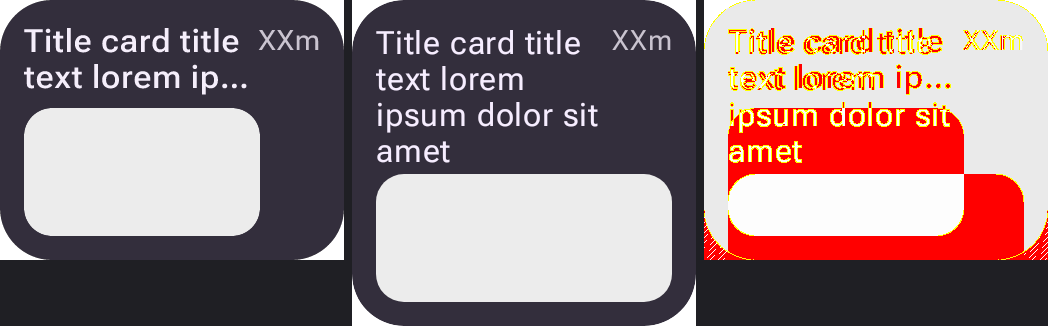 Title card title XXm
text lorem ip...
Title card title XXm
text lorem
ipsum dolor sit
amet
Title card title XXm
text lorem ip...
ipsum dolor sit
amet